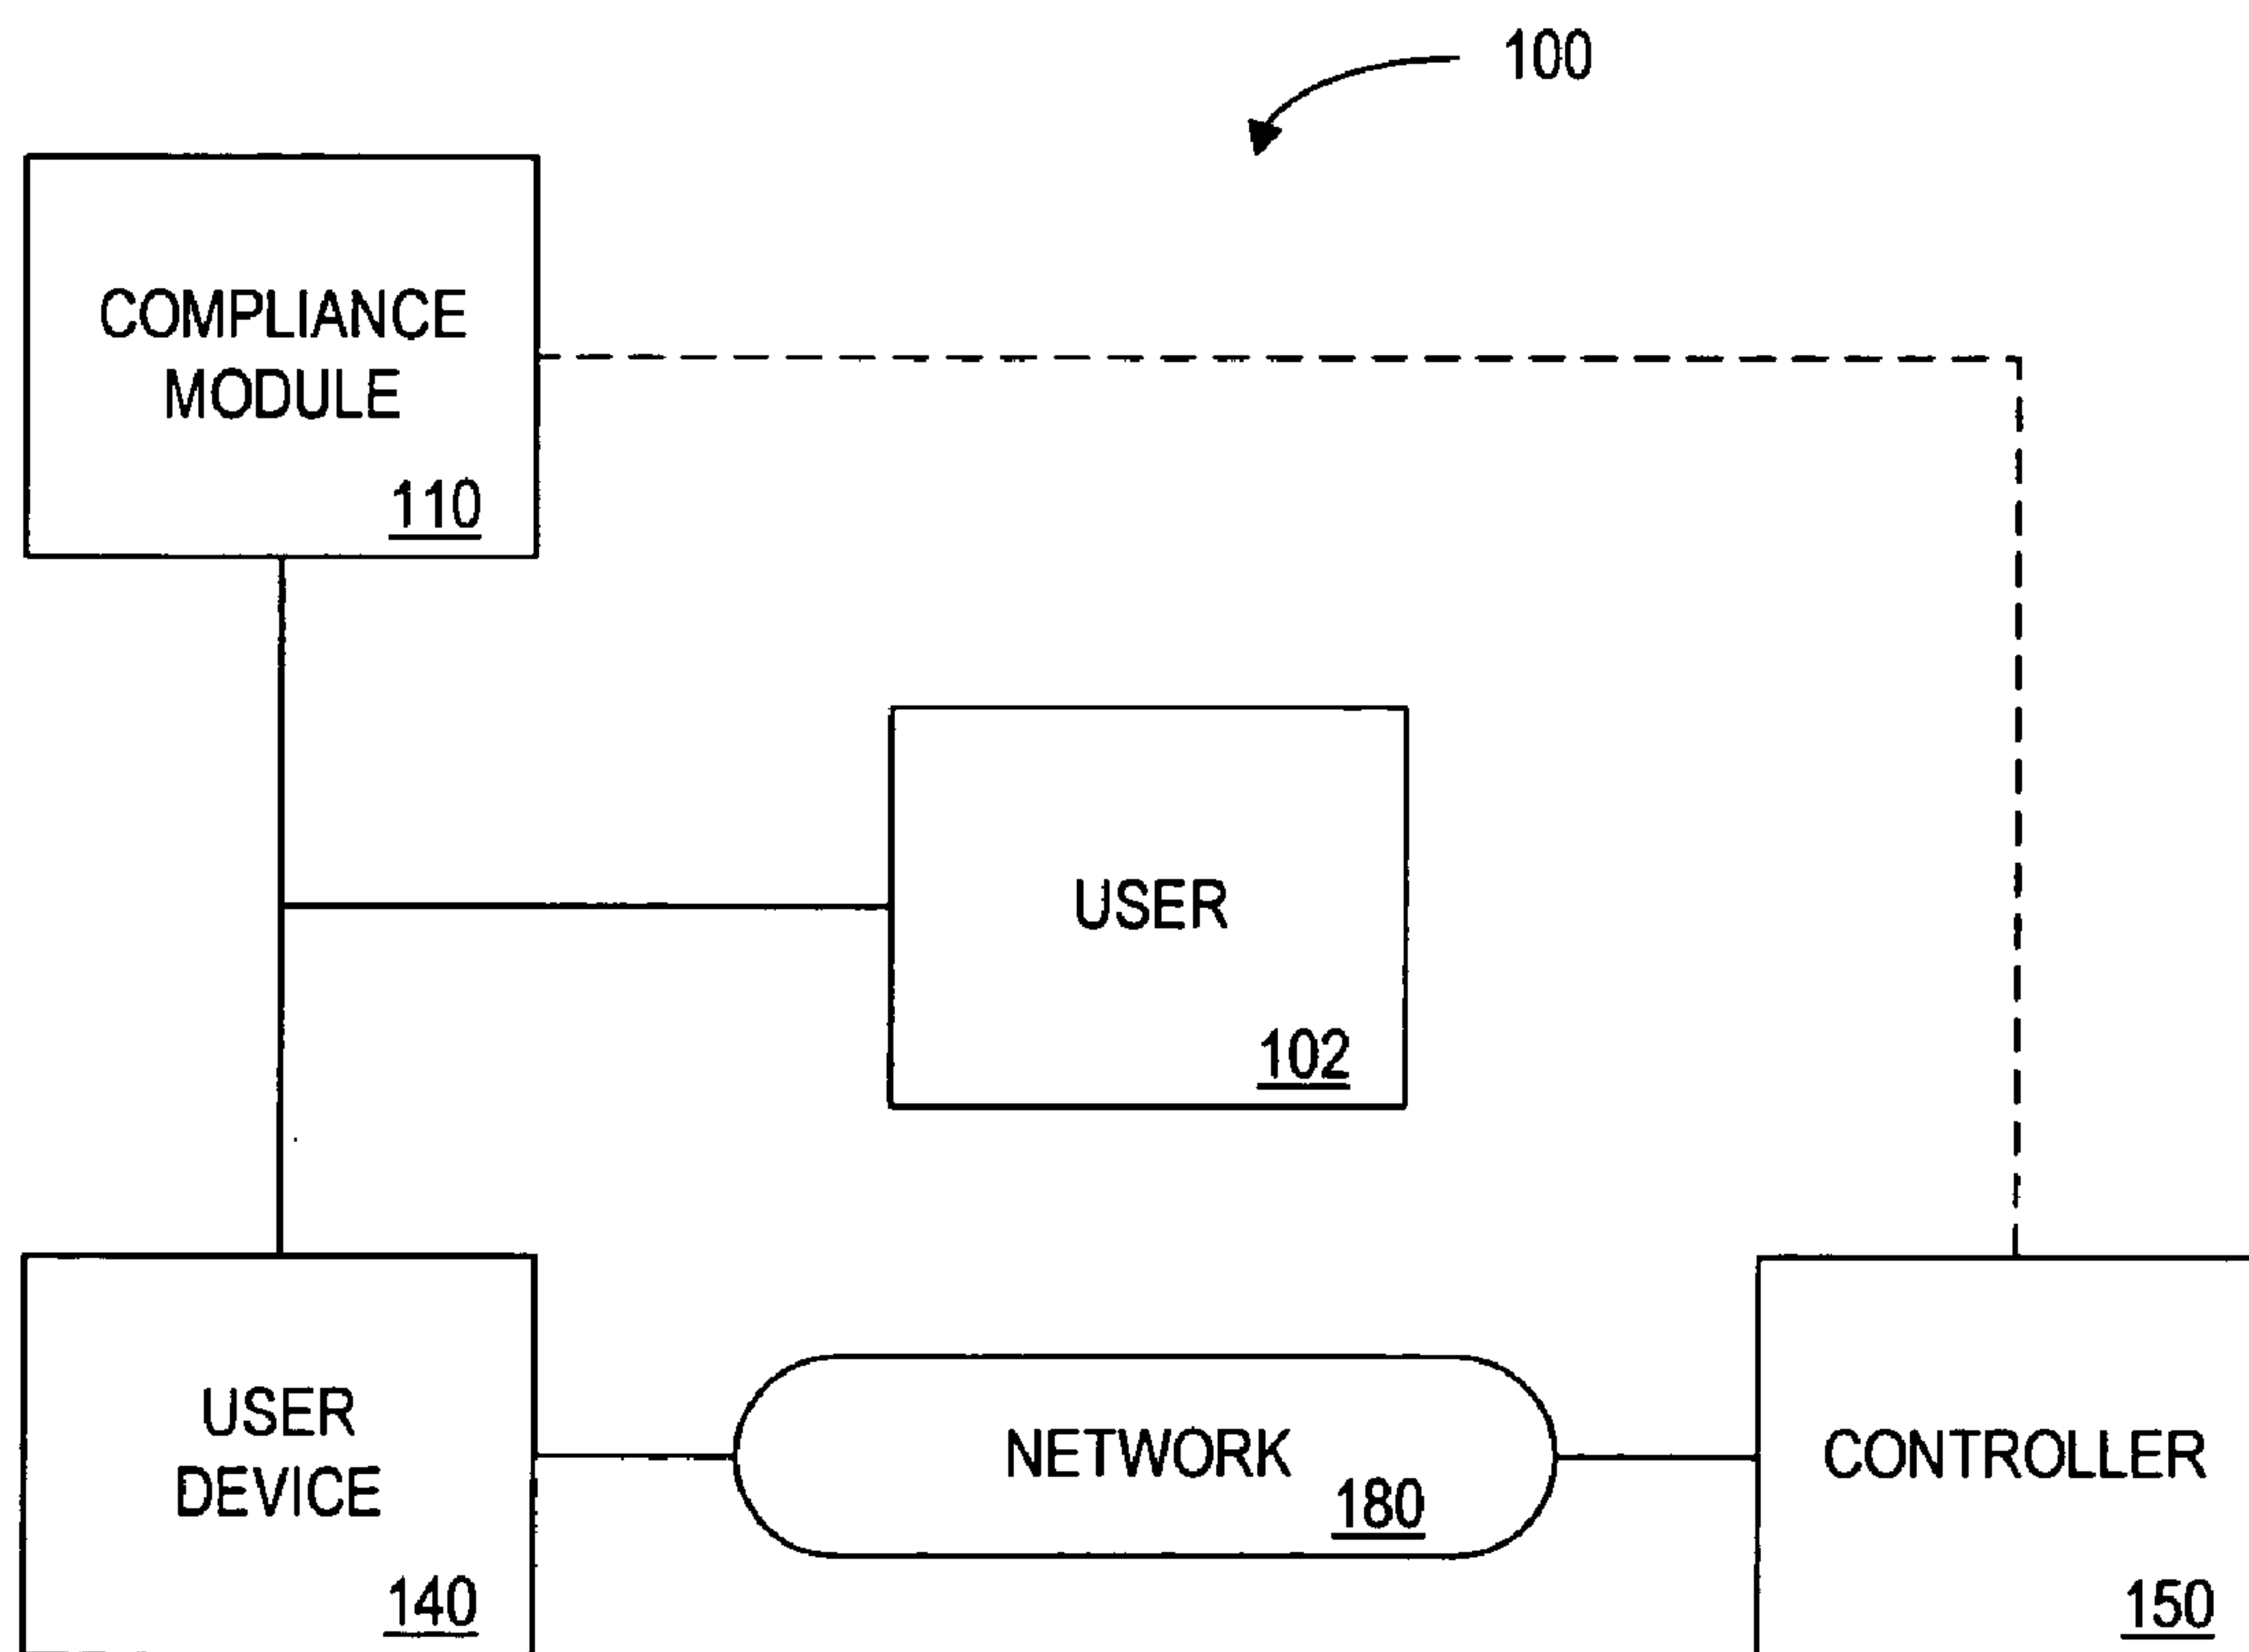 100
COMPLIANCE
MODULE
110
USER
102
USER
DEVICE
140
NETWORK
180
CONTROLLER
150